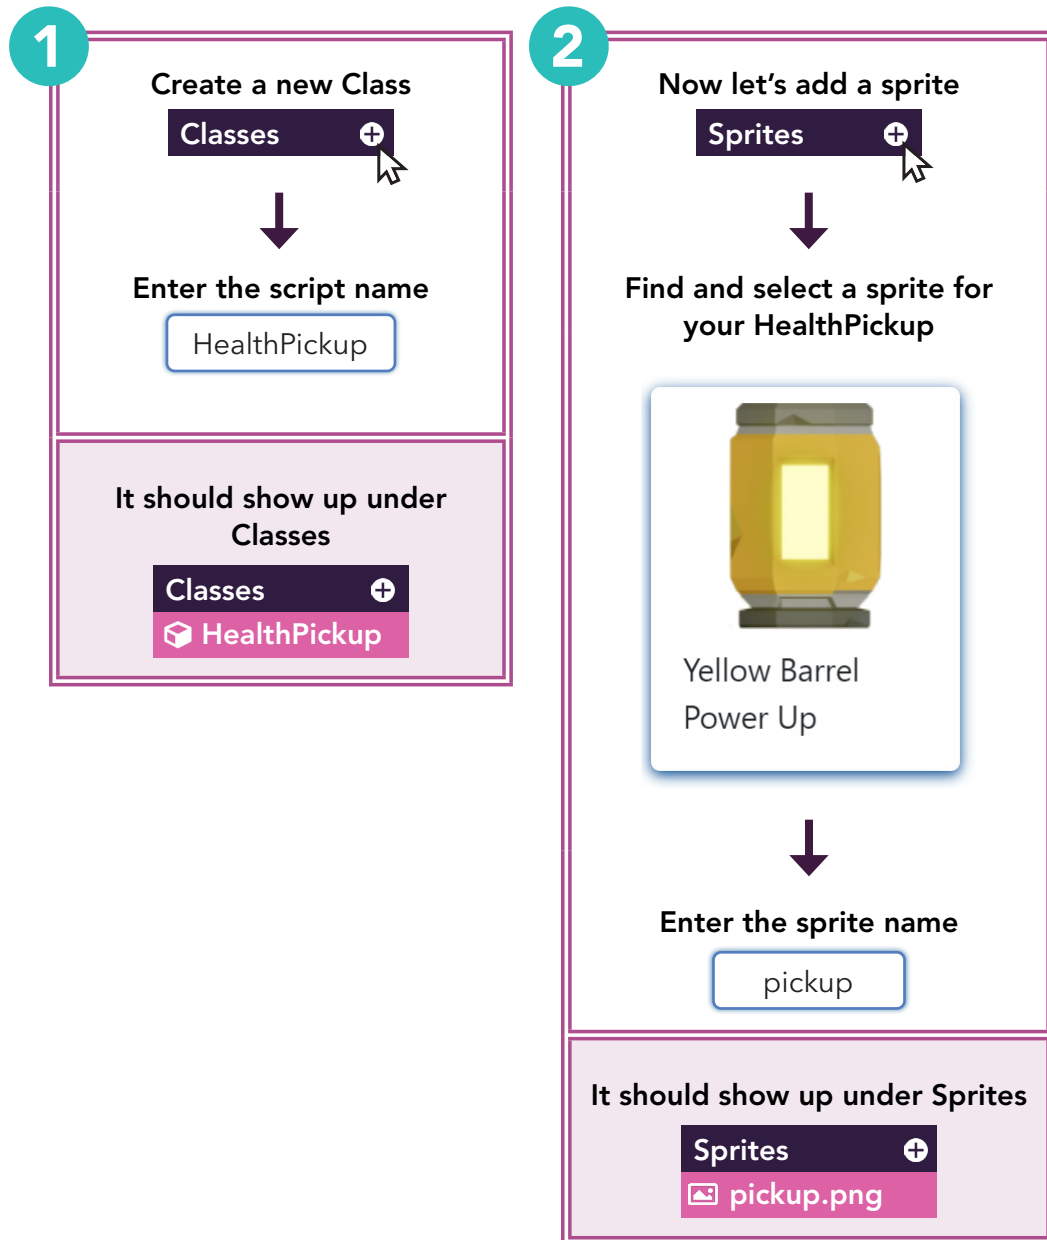 1
Create a new Class
Classes
Enter the script name
HealthPickup
It should show up under
Classes
Classes
HealthPickup
2
Now let’s add a sprite
Sprites
Find and select a sprite for
your HealthPickup
Yellow Barrel
Power Up
Enter the sprite name
pickup
It should show up under Sprites
Sprites
pickup.png